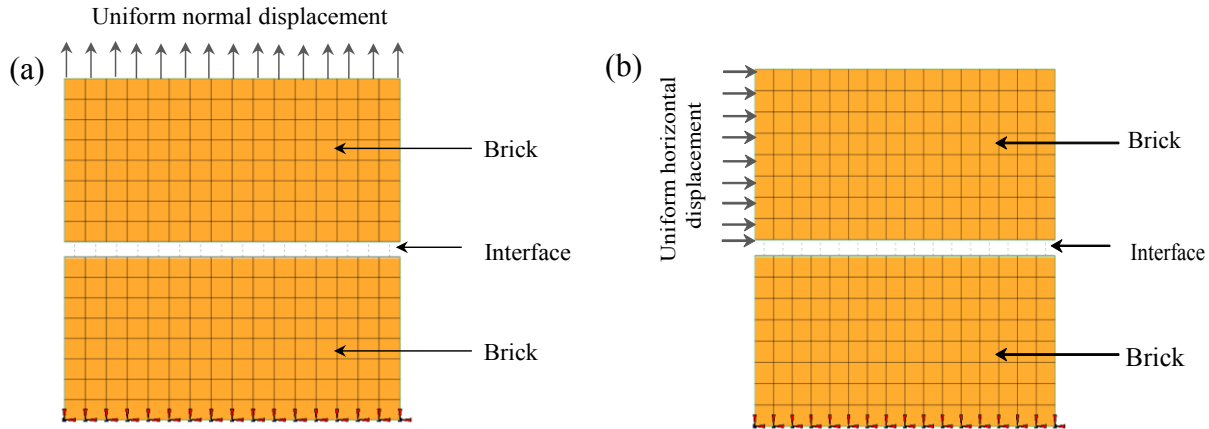 Uniform normal displacement
(a)
Brick
Interface
Brick
(b)
Uniform horizontal
displacement
Brick
Interface
Brick